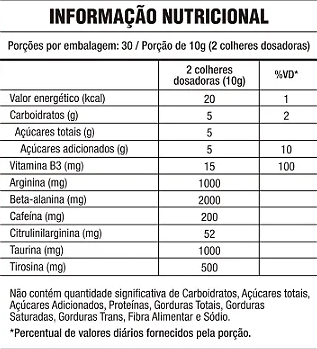 INFORMAÇÃO NUTRICIONAL
Porções por embalagem: 30 / Porção de 10g (2 colheres dosadoras)
2 colheres dosadoras (10g) %VD*
Valor energético (kcal) 20 1
Carboidratos (g) 5 2
Açúcares totais (g) 5
Açúcares adicionados (g) 5 10
Vitamina B3 (mg) 15 100
Arginina (mg) 1000
Beta-alanina (mg) 2000
Cafeína (mg) 200
Citrulinilarginina (mg) 52
Taurina (mg) 1000
Tirosina (mg) 500
Não contém quantidade significativa de Carboidratos, Açúcares totais,
Açúcares Adicionados, Proteínas, Gorduras Totais, Gorduras
Saturadas, Gorduras Trans, Fibra Alimentar e Sódio.
*Percentual de valores diários fornecidos pela porção.